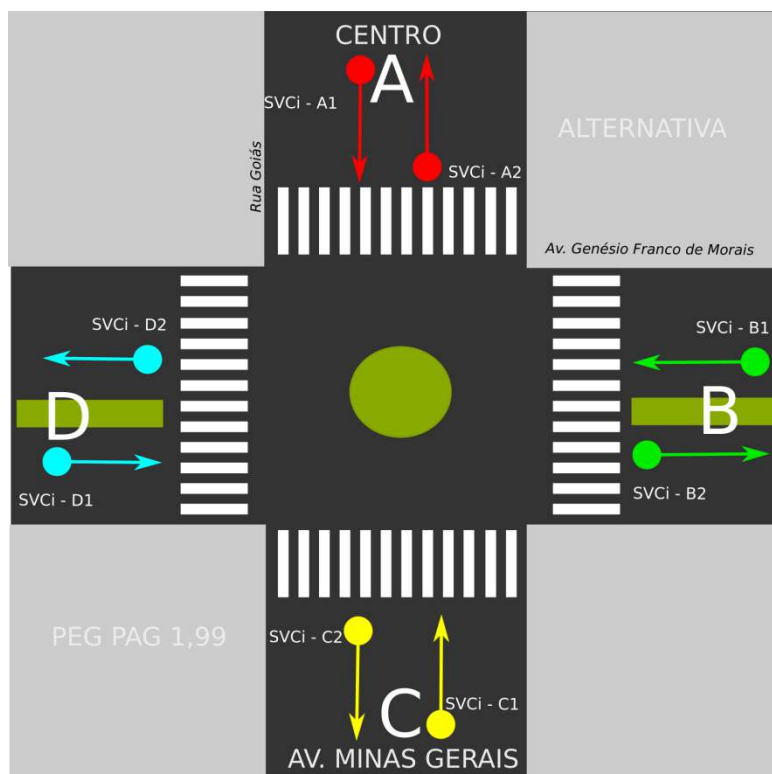 CENTRO
A
SVCi - A1
SVCi - A2
Rua Goiás
ALTERNATIVA
Av. Genésio Franco de Morais
SVCi - D2
SVCi - B1
D
B
SVCi - D1
SVCi - B2
PEG PAG 1,99
SVCi - C2
SVCi - C1
C
AV. MINAS GERAIS